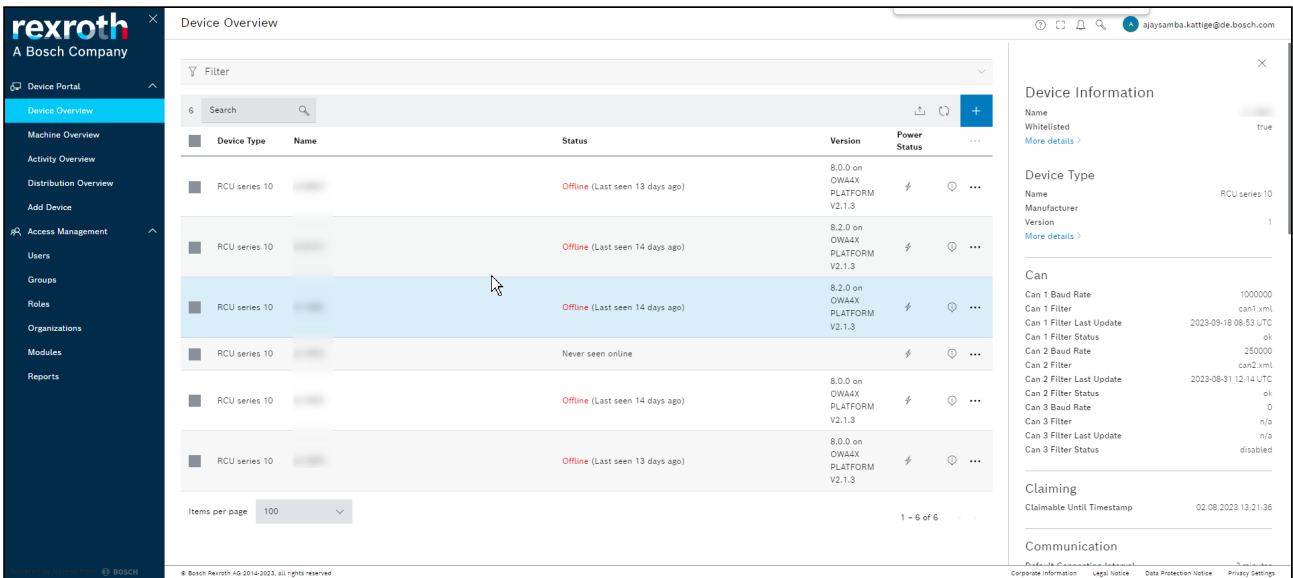 rexroth
A Bosch Company
Device Portal
Device Overview
Machine Overview
Activity Overview
Distribution Overview
Add Device
Access Management
Users
Groups
Roles
Organizations
Modules
Reports
BOSCH
Device Overview
ajaysamba.kattige@de.bosch.com
Filter
6 Search
Device Type Name Status Version Power Status ...
RCU series 10 Offline (Last seen 13 days ago) 8.0.0 on OWA4X PLATFORM V2.1.3
RCU series 10 Offline (Last seen 14 days ago) 8.2.0 on OWA4X PLATFORM V2.1.3
RCU series 10 Offline (Last seen 14 days ago) 8.2.0 on OWA4X PLATFORM V2.1.3
RCU series 10 Never seen online
RCU series 10 Offline (Last seen 14 days ago) 8.0.0 on OWA4X PLATFORM V2.1.3
RCU series 10 Offline (Last seen 13 days ago) 8.0.0 on OWA4X PLATFORM V2.1.3
Items per page 100
1 – 6 of 6
Device Information
Name
Whitelisted true
More details >
Device Type
Name RCU series 10
Manufacturer
Version 1
More details >
Can
Can 1 Baud Rate 1000000
Can 1 Filter can1.xml
Can 1 Filter Last Update 2023-09-18 08:53 UTC
Can 1 Filter Status ok
Can 2 Baud Rate 250000
Can 2 Filter can2.xml
Can 2 Filter Last Update 2023-08-31 12:14 UTC
Can 2 Filter Status ok
Can 3 Baud Rate 0
Can 3 Filter n/a
Can 3 Filter Last Update n/a
Can 3 Filter Status disabled
Claiming
Claimable Until Timestamp 02.08.2023 13:21:36
Communication
Default Connection Interval 2 minutes
© Bosch Rexroth AG 2014-2023, all rights reserved
Corporate information Legal Notice Data Protection Notice Privacy Settings